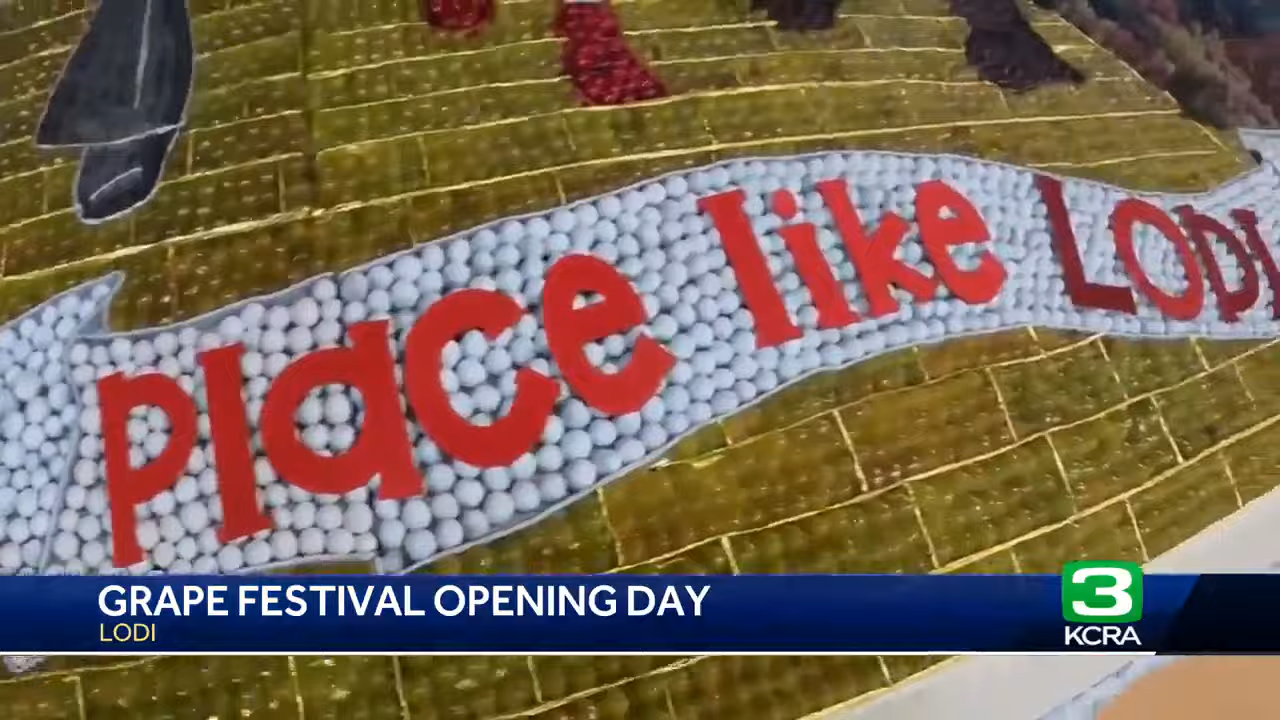 Place like LODI
GRAPE FESTIVAL OPENING DAY
LODI
3
KCRA